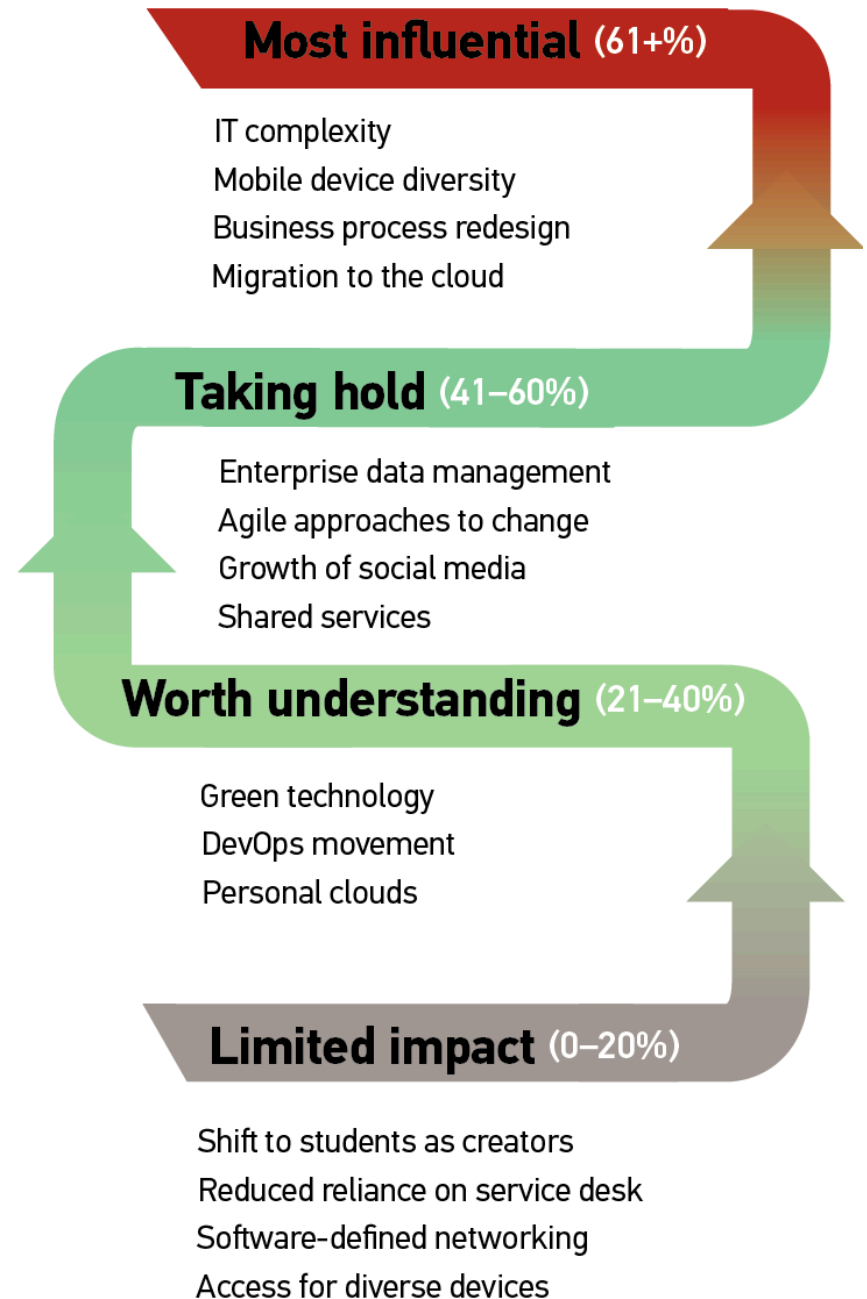 Most influential (61+%)
IT complexity
Mobile device diversity
Business process redesign
Migration to the cloud
Taking hold (41–60%)
Enterprise data management
Agile approaches to change
Growth of social media
Shared services
Worth understanding (21–40%)
Green technology
DevOps movement
Personal clouds
Limited impact (0–20%)
Shift to students as creators
Reduced reliance on service desk
Software-defined networking
Access for diverse devices